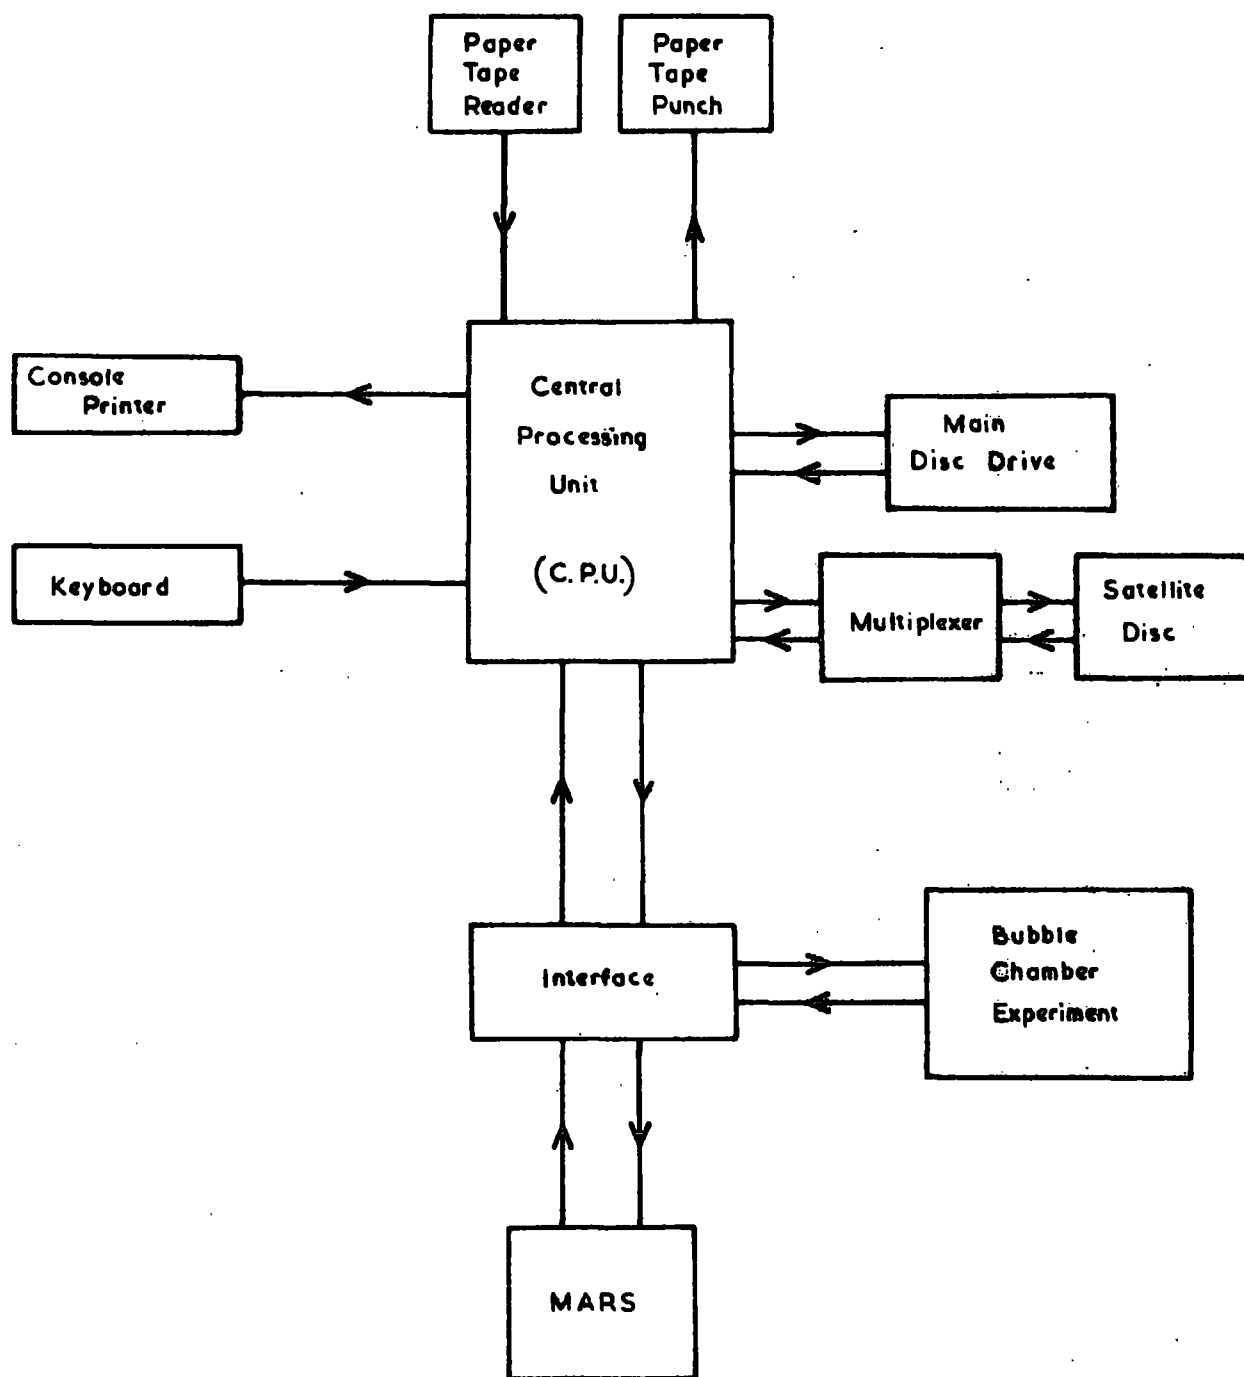 Paper
Tape
Reader
Paper
Tape
Punch
Console
Printer
Central
Processing
Unit
(C.P.U.)
Main
Disc Drive
Keyboard
Multiplexer
Satellite
Disc
Interface
Bubble
Chamber
Experiment
MARS